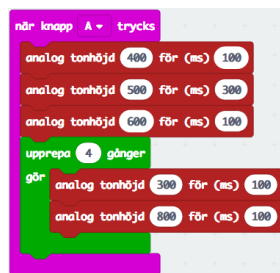 när knapp A trycks
analog tonhöjd 400 för (ms) 100
analog tonhöjd 500 för (ms) 300
analog tonhöjd 600 för (ms) 100
upprepa 4 gånger
gör
analog tonhöjd 300 för (ms) 100
analog tonhöjd 800 för (ms) 100